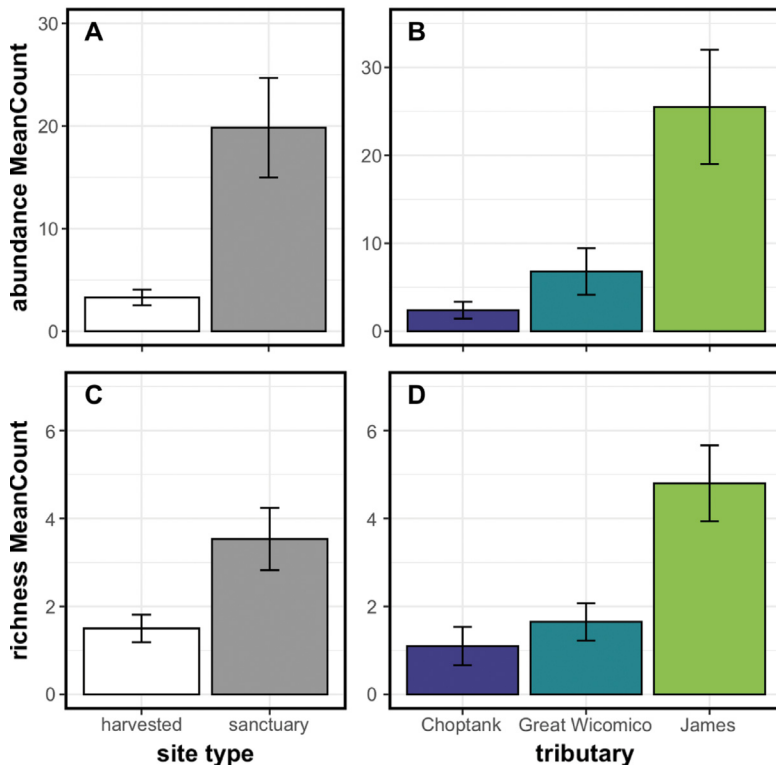 A
B
abundance MeanCount
30
20
10
0
30
20
10
0
C
D
richness MeanCount
6
4
2
0
6
4
2
0
harvested
sanctuary
Choptank
Great Wicomico
James
site type
tributary